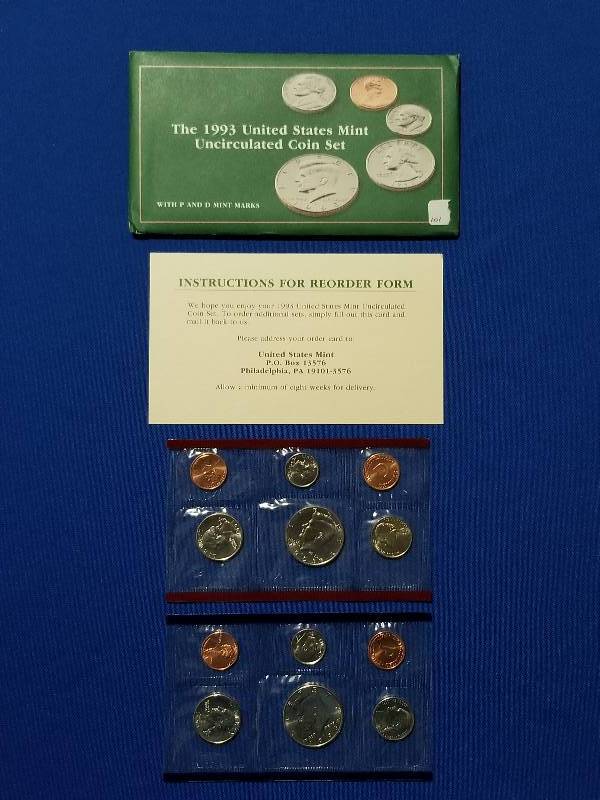 The 1993 United States Mint
Uncirculated Coin Set
WITH P AND D MINT MARKS
INSTRUCTIONS FOR REORDER FORM
We hope you enjoy your 1993 United States Mint Uncirculated
Coin Set. To order additional sets, simply fill out this card and
mail it back to us.
Please address your order card to:
United States Mint
P.O. Box 13576
Philadelphia, PA 19101-3576
Allow a minimum of eight weeks for delivery.